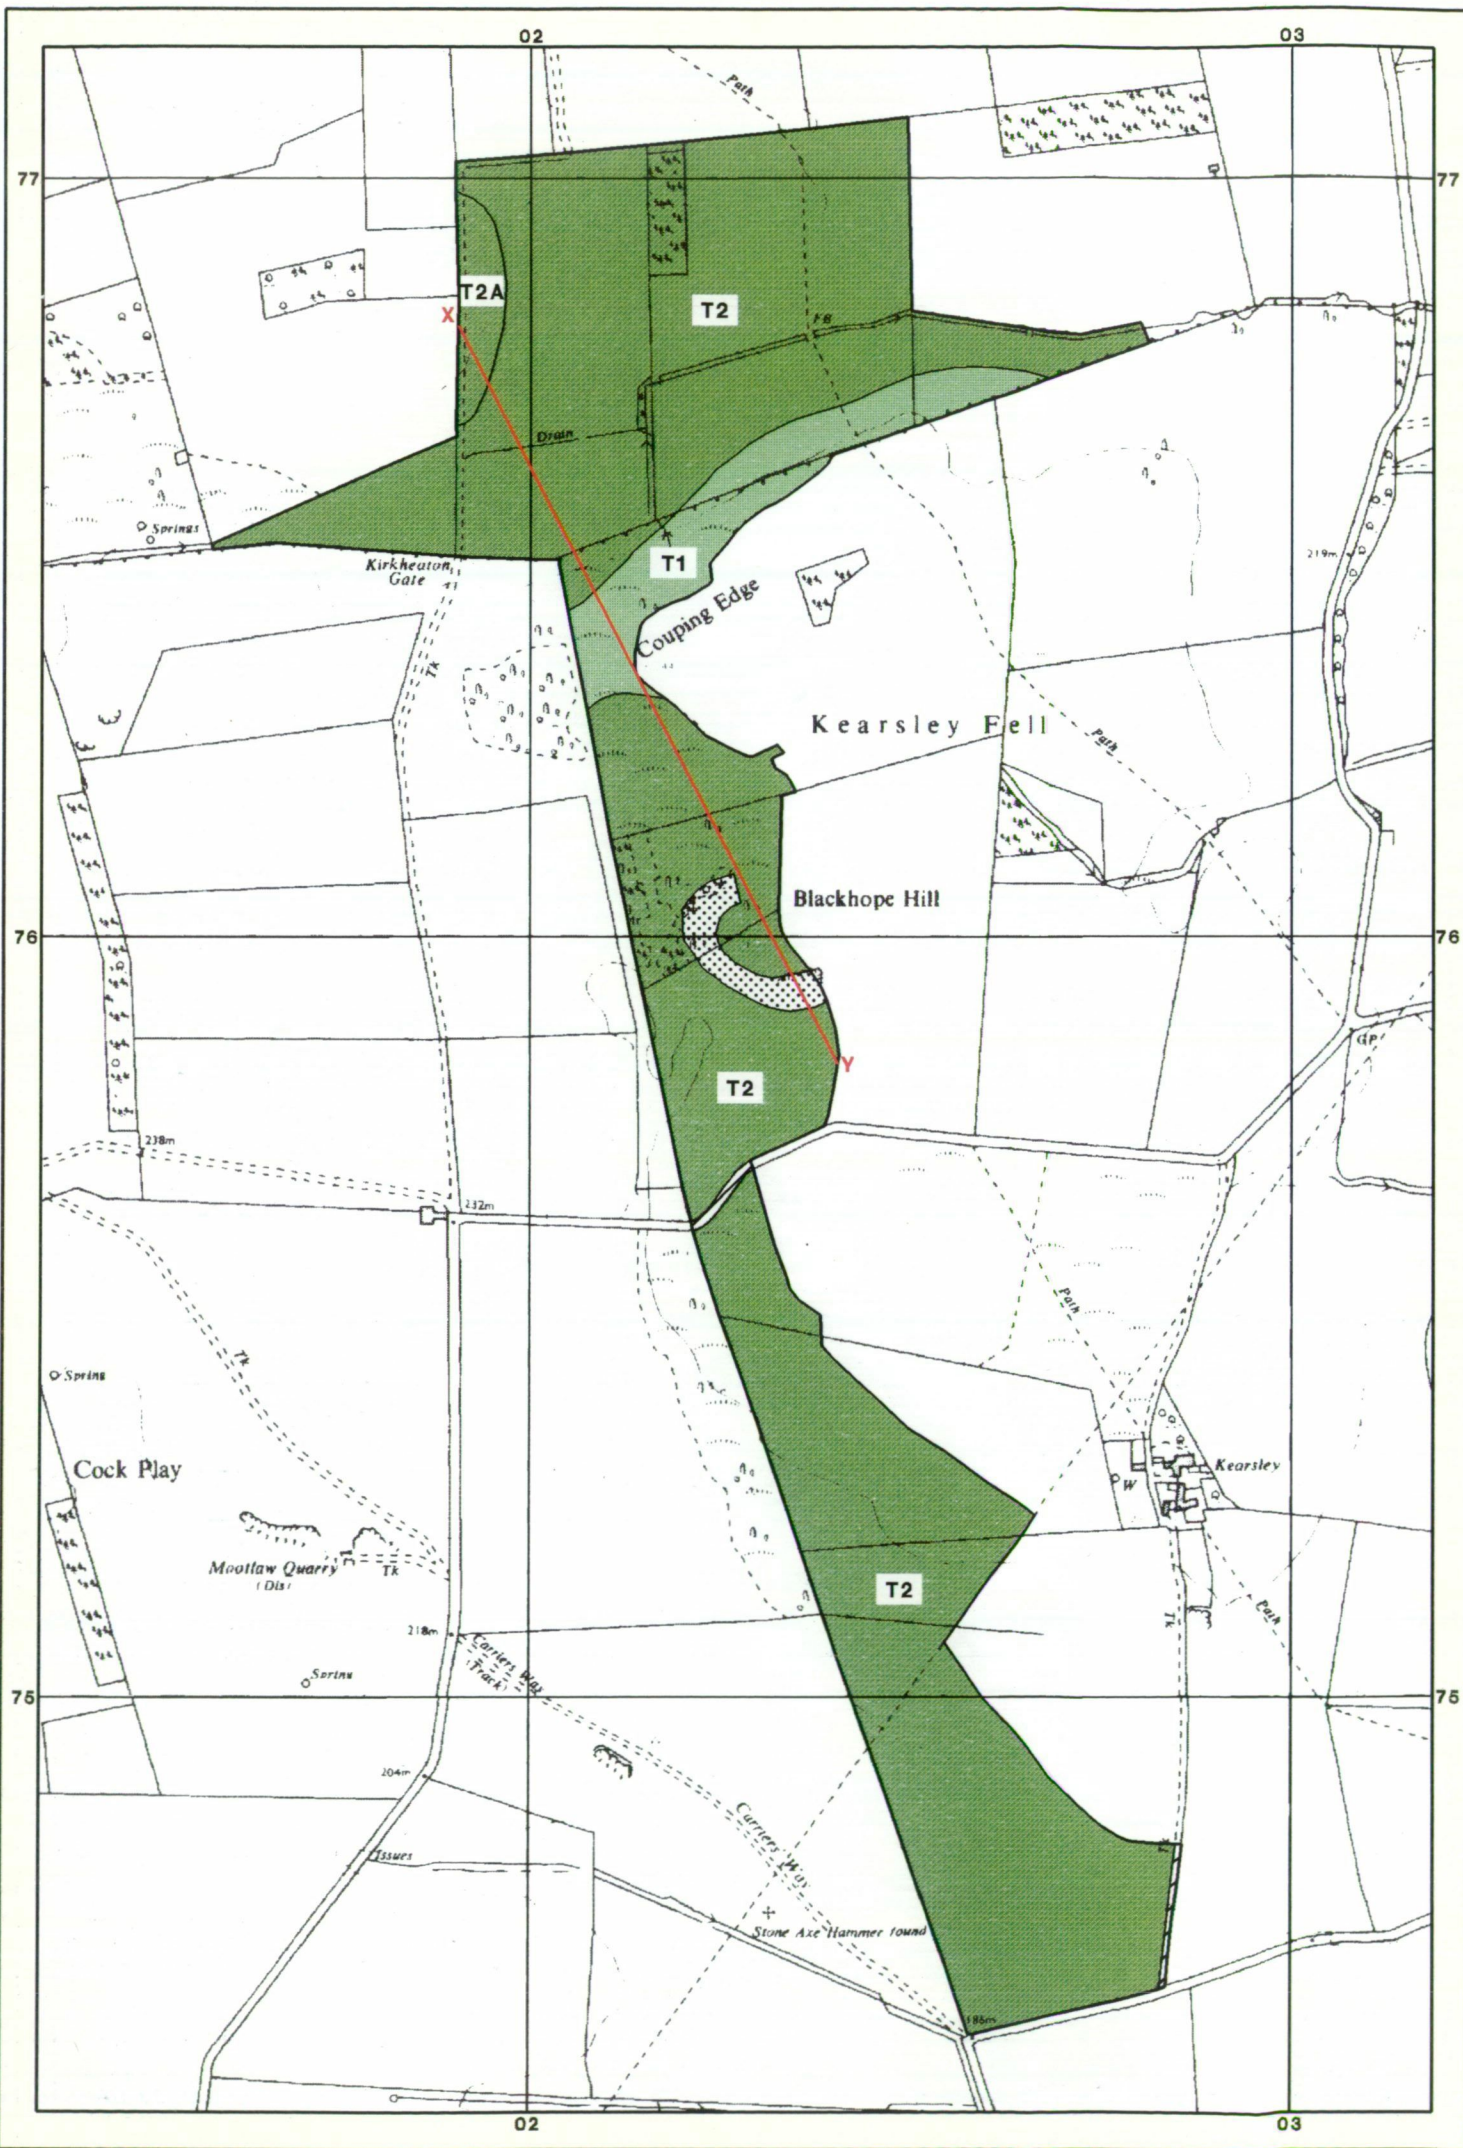 02
03
Path
77
77
T2A
T2
X
FB
Drain
Springs
Kirkheaton
Gate
T1
219m
Couping Edge
Tk
Kearsley Fell
Path
Blackhope Hill
76
76
GP
Y
T2
238m
232m
Path
Tk
Spring
Cock Play
Kearsley
W
Mootlaw Quarry
(Dis)
Tk
T2
Tk
Path
218m
Carriers Way
(Track)
Spring
75
75
204m
Carriers Way
Issues
Tk
Stone Axe Hammer found
186m
02
03